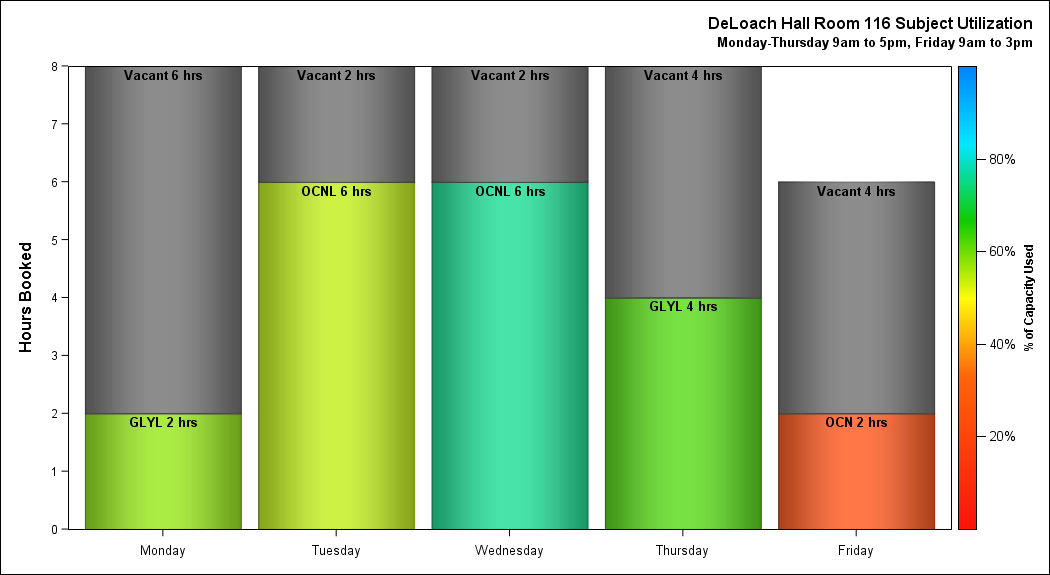 DeLoach Hall Room 116 Subject Utilization
Monday-Thursday 9am to 5pm, Friday 9am to 3pm
Hours Booked
8
7
6
5
4
3
2
1
0
Vacant 6 hrs
GLYL 2 hrs
Vacant 2 hrs
OCNL 6 hrs
Vacant 2 hrs
OCNL 6 hrs
Vacant 4 hrs
GLYL 4 hrs
Vacant 4 hrs
OCN 2 hrs
Monday
Tuesday
Wednesday
Thursday
Friday
80%
60%
40%
20%
% of Capacity Used